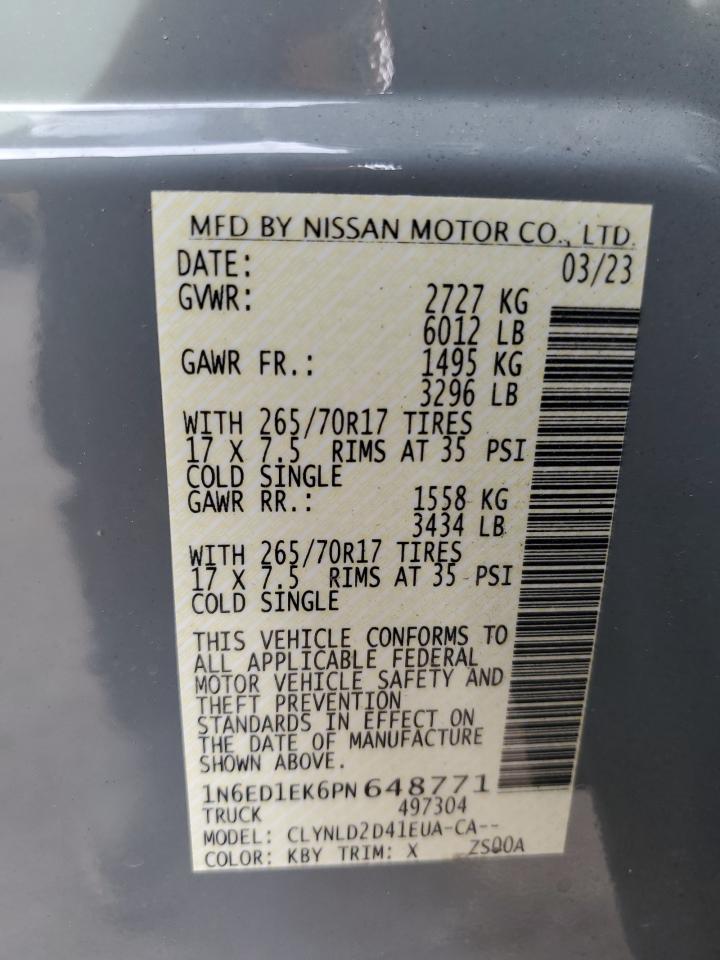 MFD BY NISSAN MOTOR CO., LTD.
DATE: 03/23
GVWR: 2727 KG
6012 LB
GAWR FR.: 1495 KG
3296 LB
WITH 265/70R17 TIRES
17 X 7.5 RIMS AT 35 PSI
COLD SINGLE
GAWR RR.: 1558 KG
3434 LB
WITH 265/70R17 TIRES
17 X 7.5 RIMS AT 35 PSI
COLD SINGLE
THIS VEHICLE CONFORMS TO
ALL APPLICABLE FEDERAL
MOTOR VEHICLE SAFETY AND
THEFT PREVENTION
STANDARDS IN EFFECT ON
THE DATE OF MANUFACTURE
SHOWN ABOVE.
1N6ED1EK6PN648771
TRUCK 497304
MODEL: CLYNLD2D41EUA-CA--
COLOR: KBY TRIM: X ZS00A